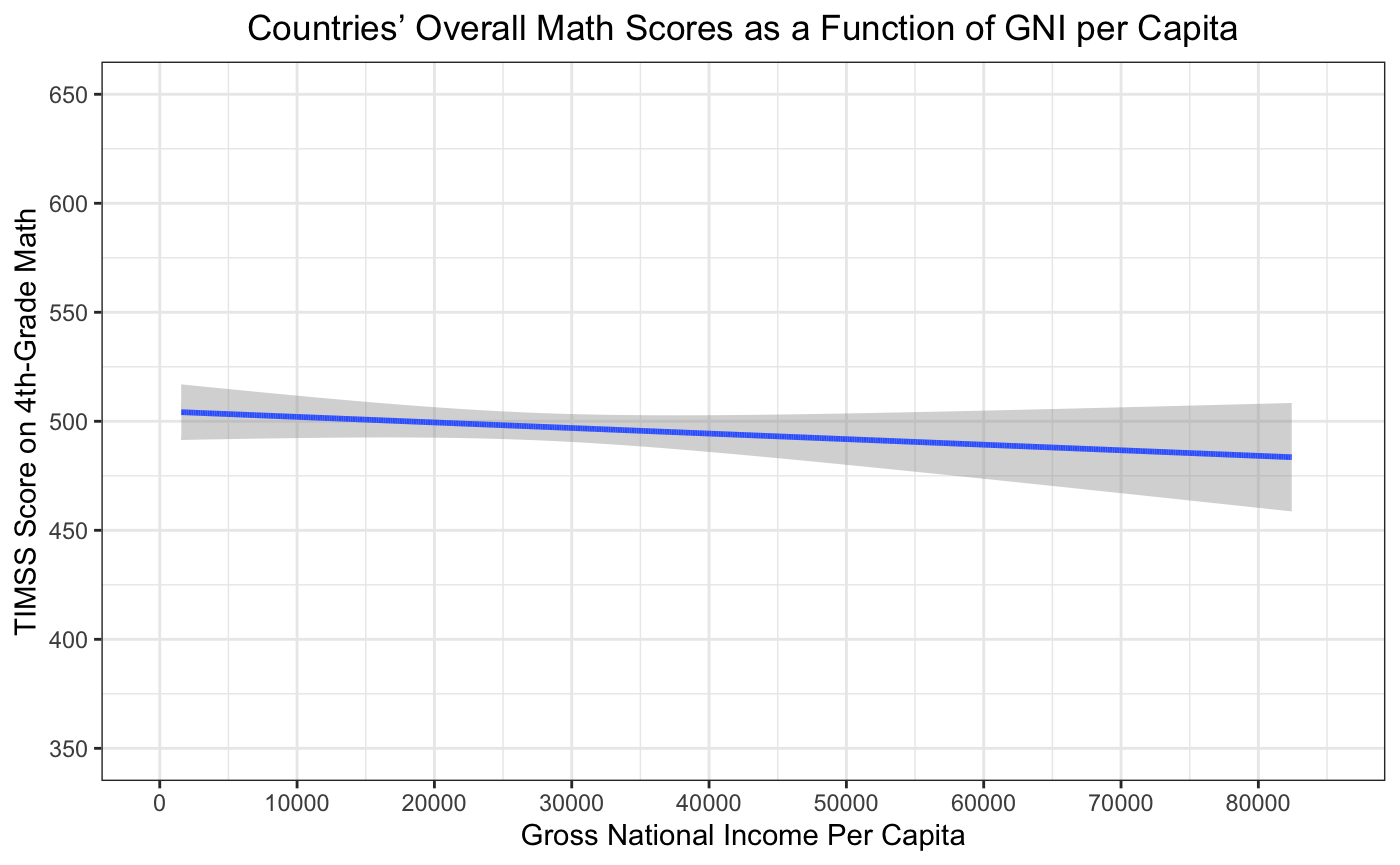 Countries’ Overall Math Scores as a Function of GNI per Capita
TIMSS Score on 4th-Grade Math
650
600
550
500
450
400
350
0 10000 20000 30000 40000 50000 60000 70000 80000
Gross National Income Per Capita